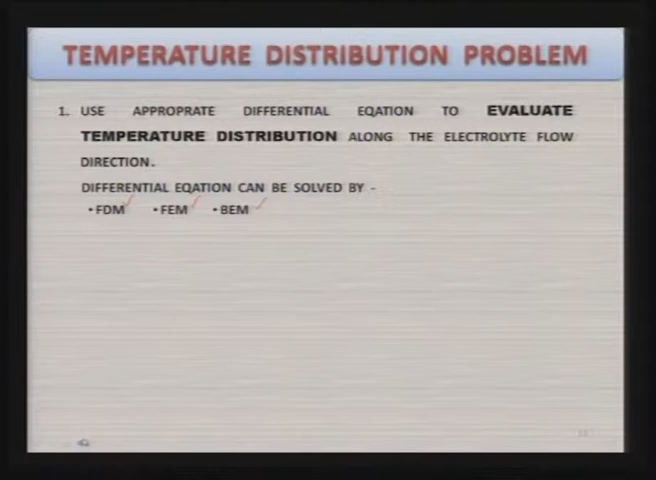 TEMPERATURE DISTRIBUTION PROBLEM
1. USE APPROPRATE DIFFERENTIAL EQATION TO EVALUATE
TEMPERATURE DISTRIBUTION ALONG THE ELECTROLYTE FLOW
DIRECTION.
DIFFERENTIAL EQATION CAN BE SOLVED BY -
•FDM •FEM •BEM